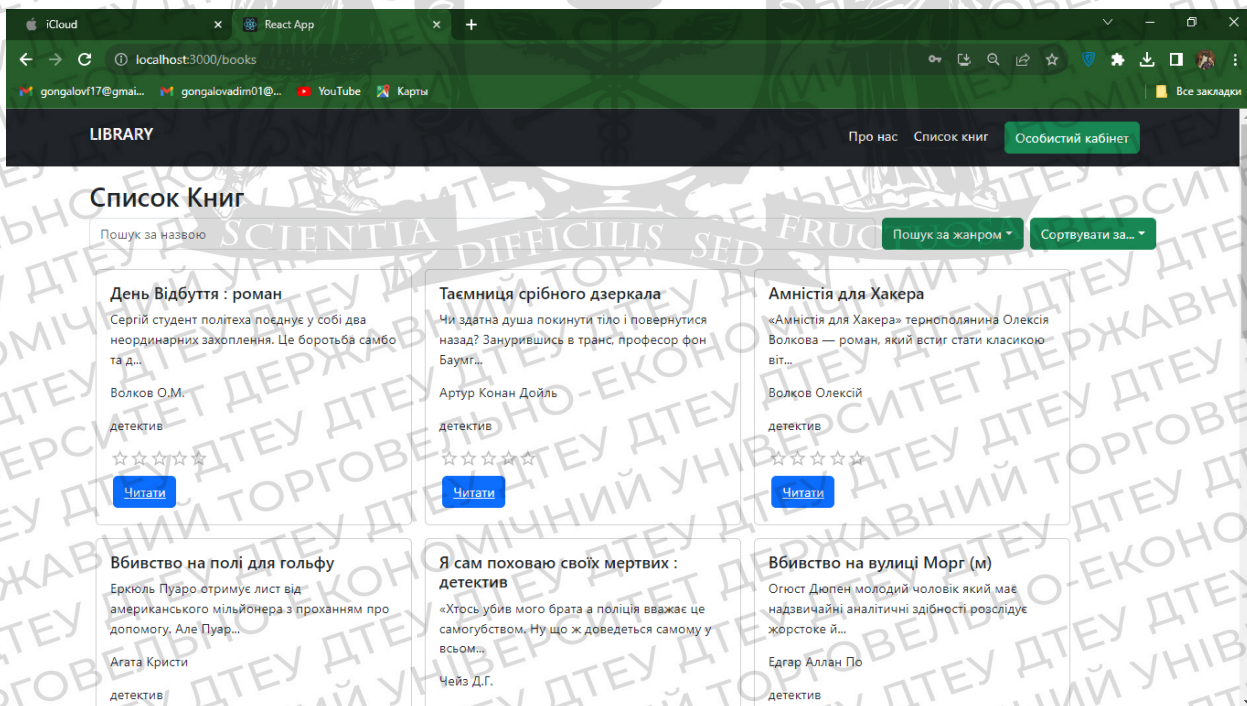 iCloud
React App
localhost:3000/books
gongalovf17@gmai...
gongalovadim01@...
YouTube
Карты
Все закладки
LIBRARY
Про нас
Список книг
Особистий кабінет
Список Книг
Пошук за назвою
Пошук за жанром
Сортвувати за...
SCIENTIA DIFFICILIS SED FRUCTUOSA
День Відбуття : роман
Сергій студент політеха поєднує у собі два
неординарних захоплення. Це боротьба самбо
та д...
Волков О.М.
детектив
Читати
Таємниця срібного дзеркала
Чи здатна душа покинути тіло і повернутися
назад? Занурившись в транс, професор фон
Баумг...
Артур Конан Дойль
детектив
Читати
Амністія для Хакера
«Амністія для Хакера» тернополянина Олексія
Волкова — роман, який встиг стати класикою
віт...
Волков Олексій
детектив
Читати
Вбивство на полі для гольфу
Еркюль Пуаро отримує лист від
американського мільйонера з проханням про
допомогу. Але Пуар...
Агата Кристи
детектив
Я сам поховаю своїх мертвих :
детектив
«Хтось убив мого брата а поліція вважає це
самогубством. Ну що ж доведеться самому у
всьом...
Чейз Д.Г.
Вбивство на вулиці Морг (м)
Огюст Дюпен молодий чоловік який має
надзвичайні аналітичні здібності розслідує
жорстоке й...
Едгар Аллан По
детектив